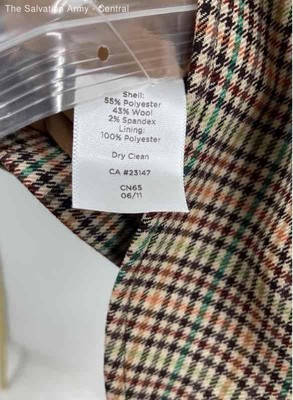 The Salvation Army - Central
Shell:
55% Polyester
43% Wool
2% Spandex
Lining:
100% Polyester
Dry Clean
CA #23147
CN65
06/11